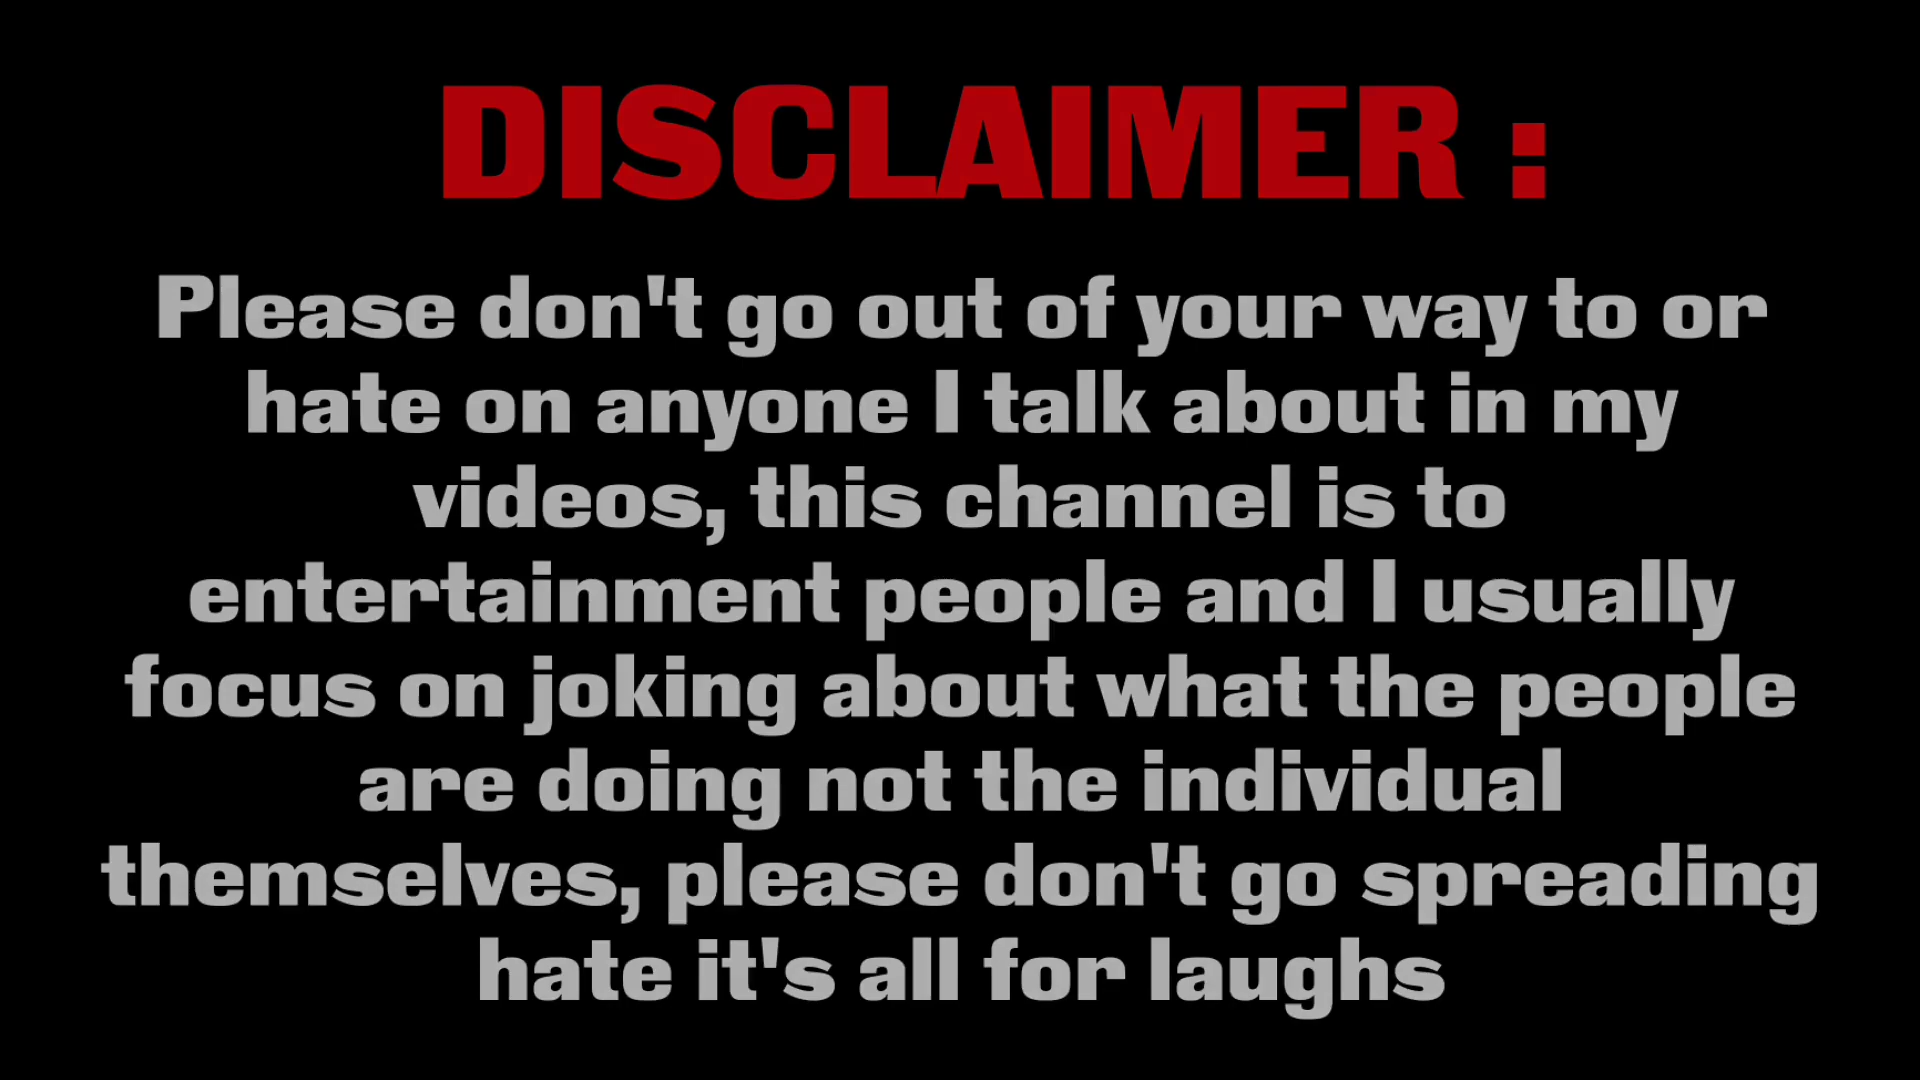 DISCLAIMER :
Please don't go out of your way to or
hate on anyone I talk about in my
videos, this channel is to
entertainment people and I usually
focus on joking about what the people
are doing not the individual
themselves, please don't go spreading
hate it's all for laughs